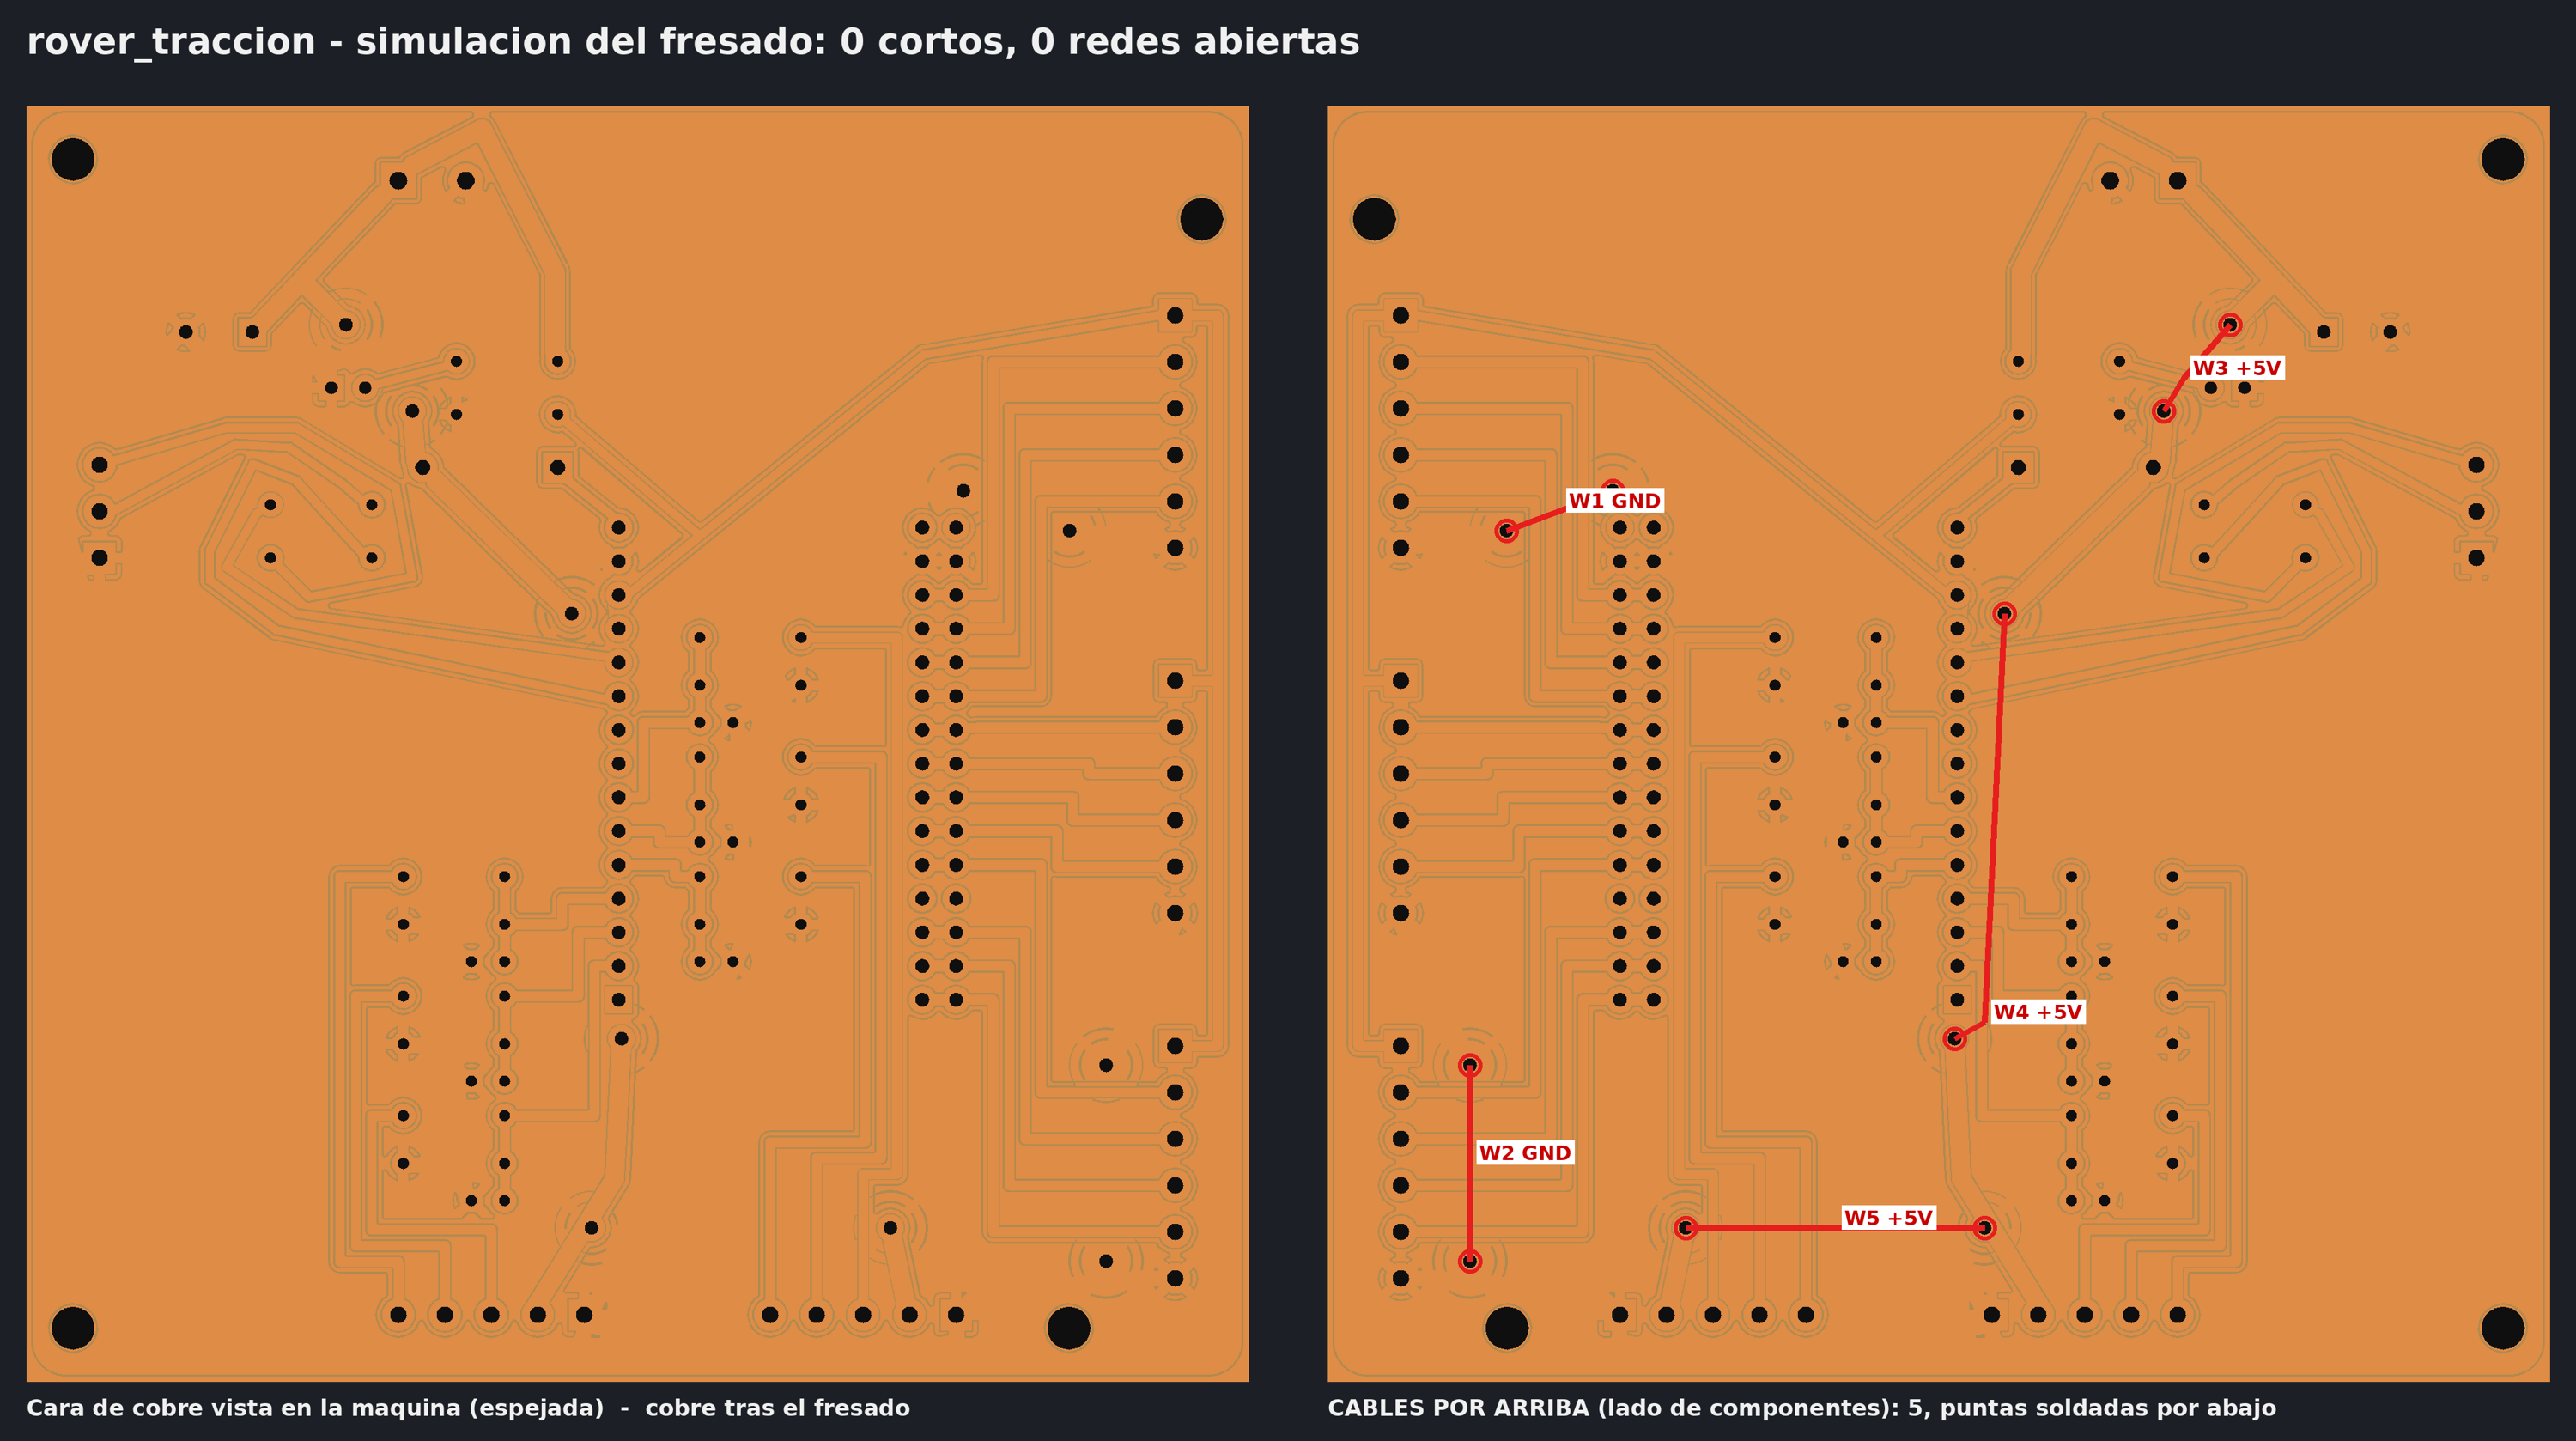 rover_traccion - simulacion del fresado: 0 cortos, 0 redes abiertas
W3 +5V
W1 GND
W4 +5V
W2 GND
W5 +5V
Cara de cobre vista en la maquina (espejada)  -  cobre tras el fresado
CABLES POR ARRIBA (lado de componentes): 5, puntas soldadas por abajo